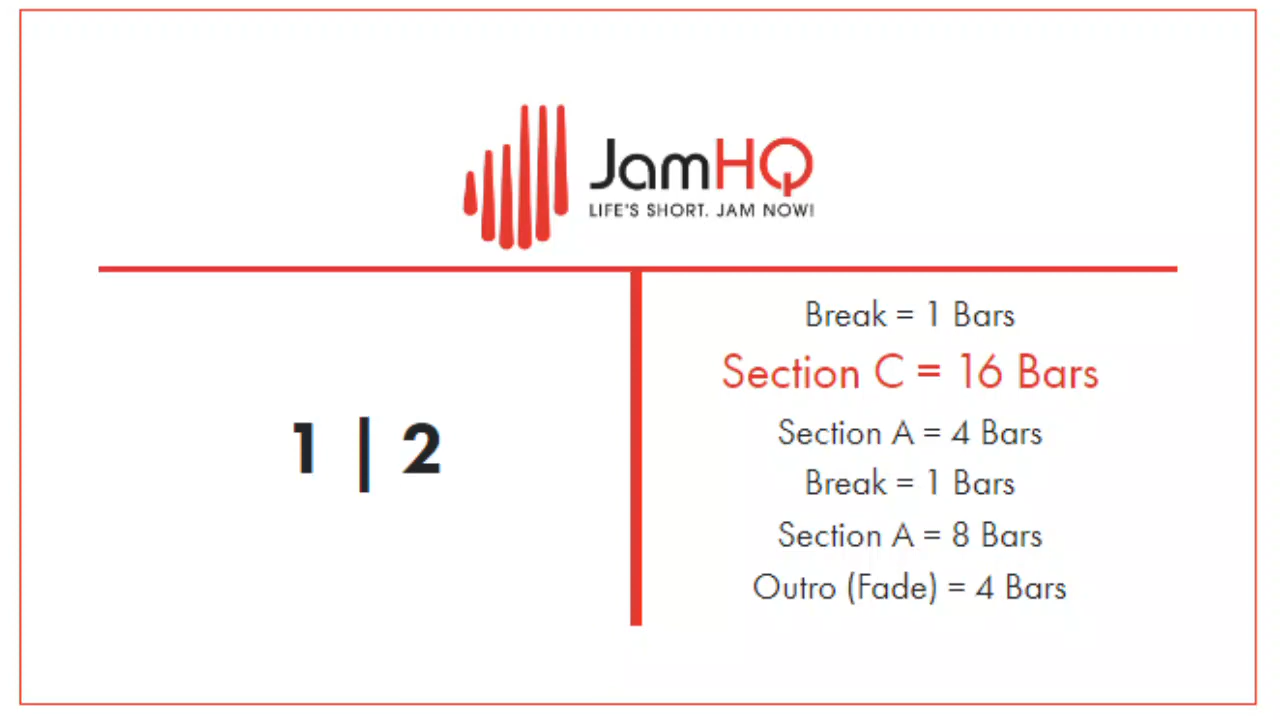 JamHQ
LIFE'S SHORT. JAM NOW!
1 | 2
Break = 1 Bars
Section C = 16 Bars
Section A = 4 Bars
Break = 1 Bars
Section A = 8 Bars
Outro (Fade) = 4 Bars